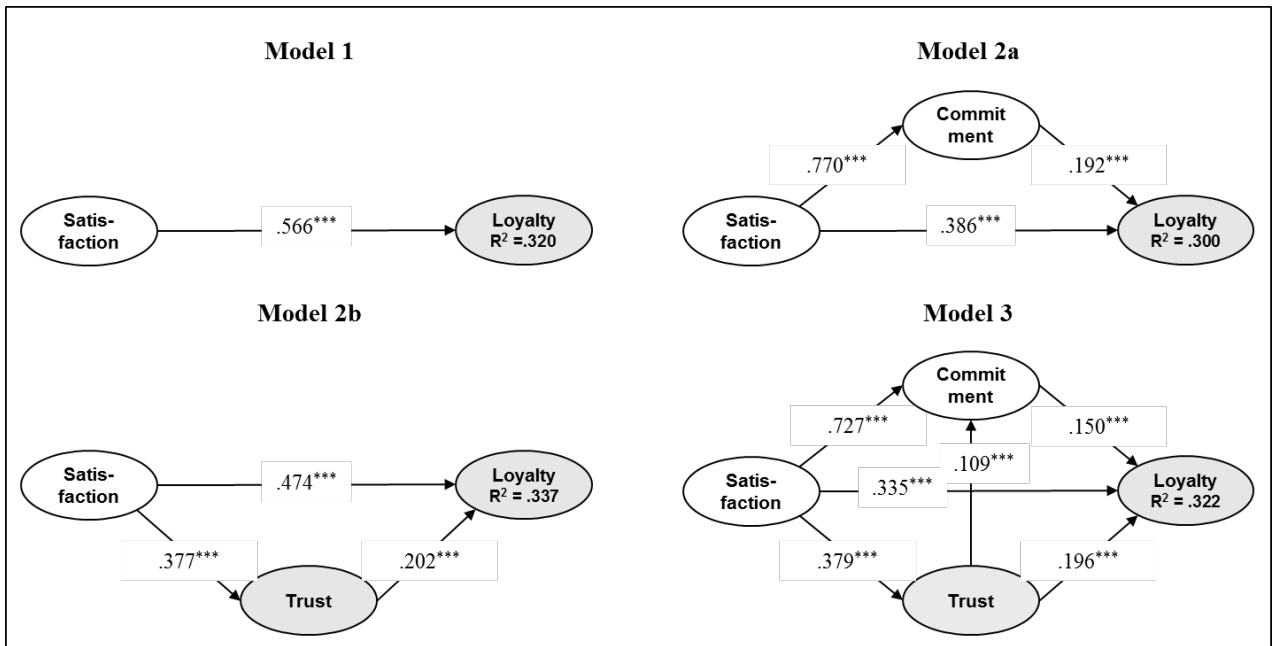 Model 1
Satis-
faction
.566***
Loyalty
R² =.320
Model 2a
Commit
ment
.770***
.192***
Satis-
faction
.386***
Loyalty
R² =.300
Model 2b
Satis-
faction
.474***
Loyalty
R² =.337
.377***
.202***
Trust
Model 3
Commit
ment
.727***
.150***
.109***
Satis-
faction
.335***
Loyalty
R² =.322
.379***
.196***
Trust